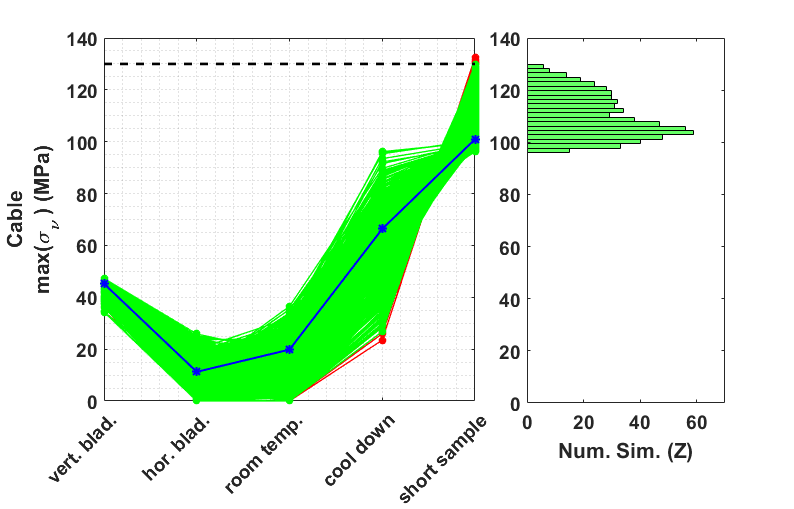 140
120
100
80
60
40
20
0
Cable
max(σν) (MPa)
vert. blad.
hor. blad.
room temp.
cool down
short sample
140
120
100
80
60
40
20
0
0 20 40 60
Num. Sim. (Z)